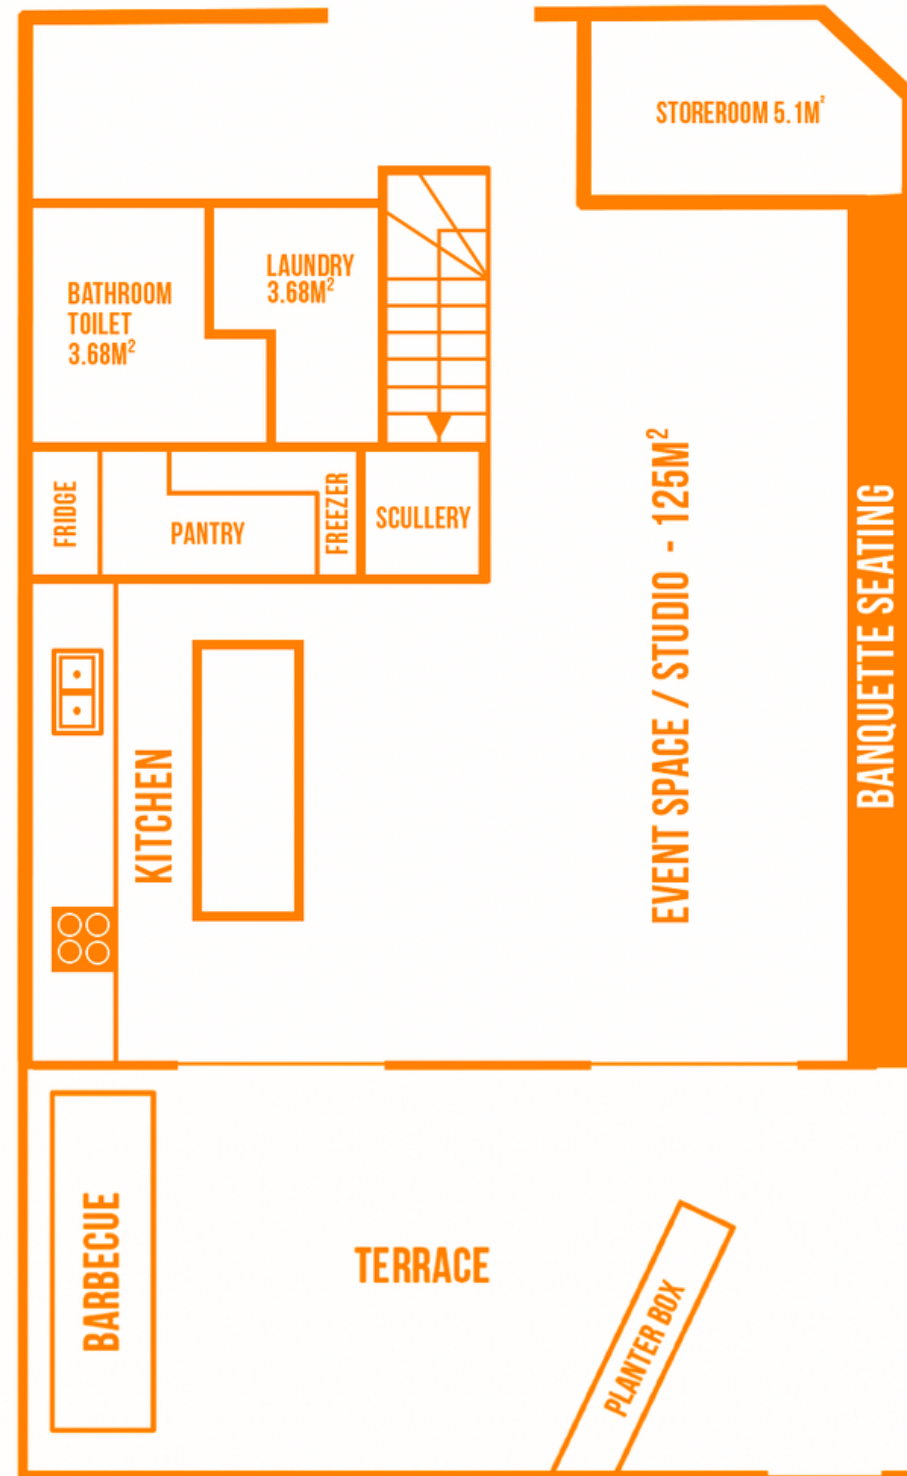 STOREROOM 5.1M²
LAUNDRY
3.68M²
BATHROOM
TOILET
3.68M²
FRIDGE
PANTRY
FREEZER
SCULLERY
EVENT SPACE / STUDIO - 125M²
BANQUETTE SEATING
KITCHEN
BARBECUE
TERRACE
PLANTER BOX